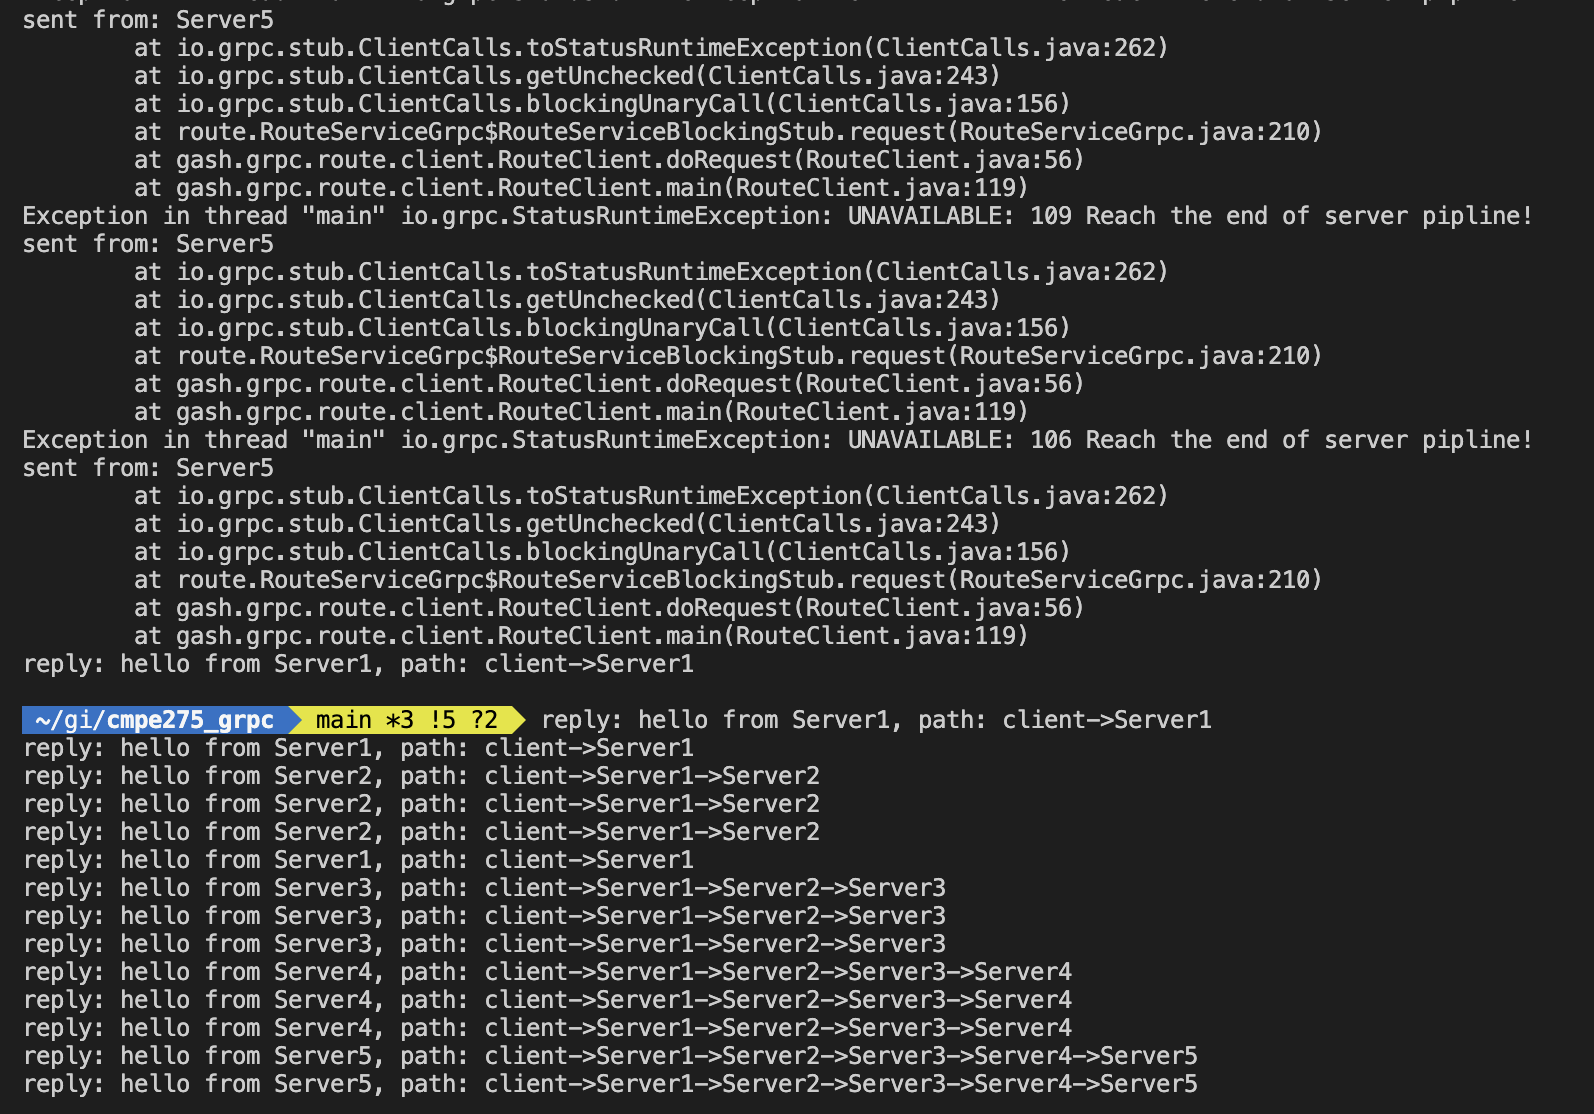 sent from: Server5
at io.grpc.stub.ClientCalls.toStatusRuntimeException(ClientCalls.java:262)
at io.grpc.stub.ClientCalls.getUnchecked(ClientCalls.java:243)
at io.grpc.stub.ClientCalls.blockingUnaryCall(ClientCalls.java:156)
at route.RouteServiceGrpc$RouteServiceBlockingStub.request(RouteServiceGrpc.java:210)
at gash.grpc.route.client.RouteClient.doRequest(RouteClient.java:56)
at gash.grpc.route.client.RouteClient.main(RouteClient.java:119)
Exception in thread "main" io.grpc.StatusRuntimeException: UNAVAILABLE: 109 Reach the end of server pipline!
sent from: Server5
at io.grpc.stub.ClientCalls.toStatusRuntimeException(ClientCalls.java:262)
at io.grpc.stub.ClientCalls.getUnchecked(ClientCalls.java:243)
at io.grpc.stub.ClientCalls.blockingUnaryCall(ClientCalls.java:156)
at route.RouteServiceGrpc$RouteServiceBlockingStub.request(RouteServiceGrpc.java:210)
at gash.grpc.route.client.RouteClient.doRequest(RouteClient.java:56)
at gash.grpc.route.client.RouteClient.main(RouteClient.java:119)
Exception in thread "main" io.grpc.StatusRuntimeException: UNAVAILABLE: 106 Reach the end of server pipline!
sent from: Server5
at io.grpc.stub.ClientCalls.toStatusRuntimeException(ClientCalls.java:262)
at io.grpc.stub.ClientCalls.getUnchecked(ClientCalls.java:243)
at io.grpc.stub.ClientCalls.blockingUnaryCall(ClientCalls.java:156)
at route.RouteServiceGrpc$RouteServiceBlockingStub.request(RouteServiceGrpc.java:210)
at gash.grpc.route.client.RouteClient.doRequest(RouteClient.java:56)
at gash.grpc.route.client.RouteClient.main(RouteClient.java:119)
reply: hello from Server1, path: client->Server1
~/gi/cmpe275_grpc main *3 !5 ?2 reply: hello from Server1, path: client->Server1
reply: hello from Server1, path: client->Server1
reply: hello from Server2, path: client->Server1->Server2
reply: hello from Server2, path: client->Server1->Server2
reply: hello from Server2, path: client->Server1->Server2
reply: hello from Server1, path: client->Server1
reply: hello from Server3, path: client->Server1->Server2->Server3
reply: hello from Server3, path: client->Server1->Server2->Server3
reply: hello from Server3, path: client->Server1->Server2->Server3
reply: hello from Server4, path: client->Server1->Server2->Server3->Server4
reply: hello from Server4, path: client->Server1->Server2->Server3->Server4
reply: hello from Server4, path: client->Server1->Server2->Server3->Server4
reply: hello from Server5, path: client->Server1->Server2->Server3->Server4->Server5
reply: hello from Server5, path: client->Server1->Server2->Server3->Server4->Server5